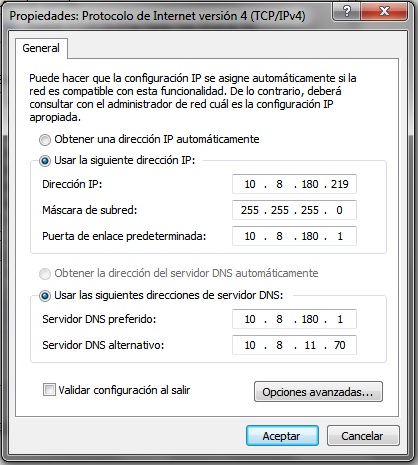 Propiedades: Protocolo de Internet versión 4 (TCP/IPv4)
General
Puede hacer que la configuración IP se asigne automáticamente si la
red es compatible con esta funcionalidad. De lo contrario, deberá
consultar con el administrador de red cuál es la configuración IP
apropiada.
Obtener una dirección IP automáticamente
Usar la siguiente dirección IP:
Dirección IP: 10 . 8 . 180 . 219
Máscara de subred: 255 . 255 . 255 . 0
Puerta de enlace predeterminada: 10 . 8 . 180 . 1
Obtener la dirección del servidor DNS automáticamente
Usar las siguientes direcciones de servidor DNS:
Servidor DNS preferido: 10 . 8 . 180 . 1
Servidor DNS alternativo: 10 . 8 . 11 . 70
Validar configuración al salir
Opciones avanzadas...
Aceptar Cancelar